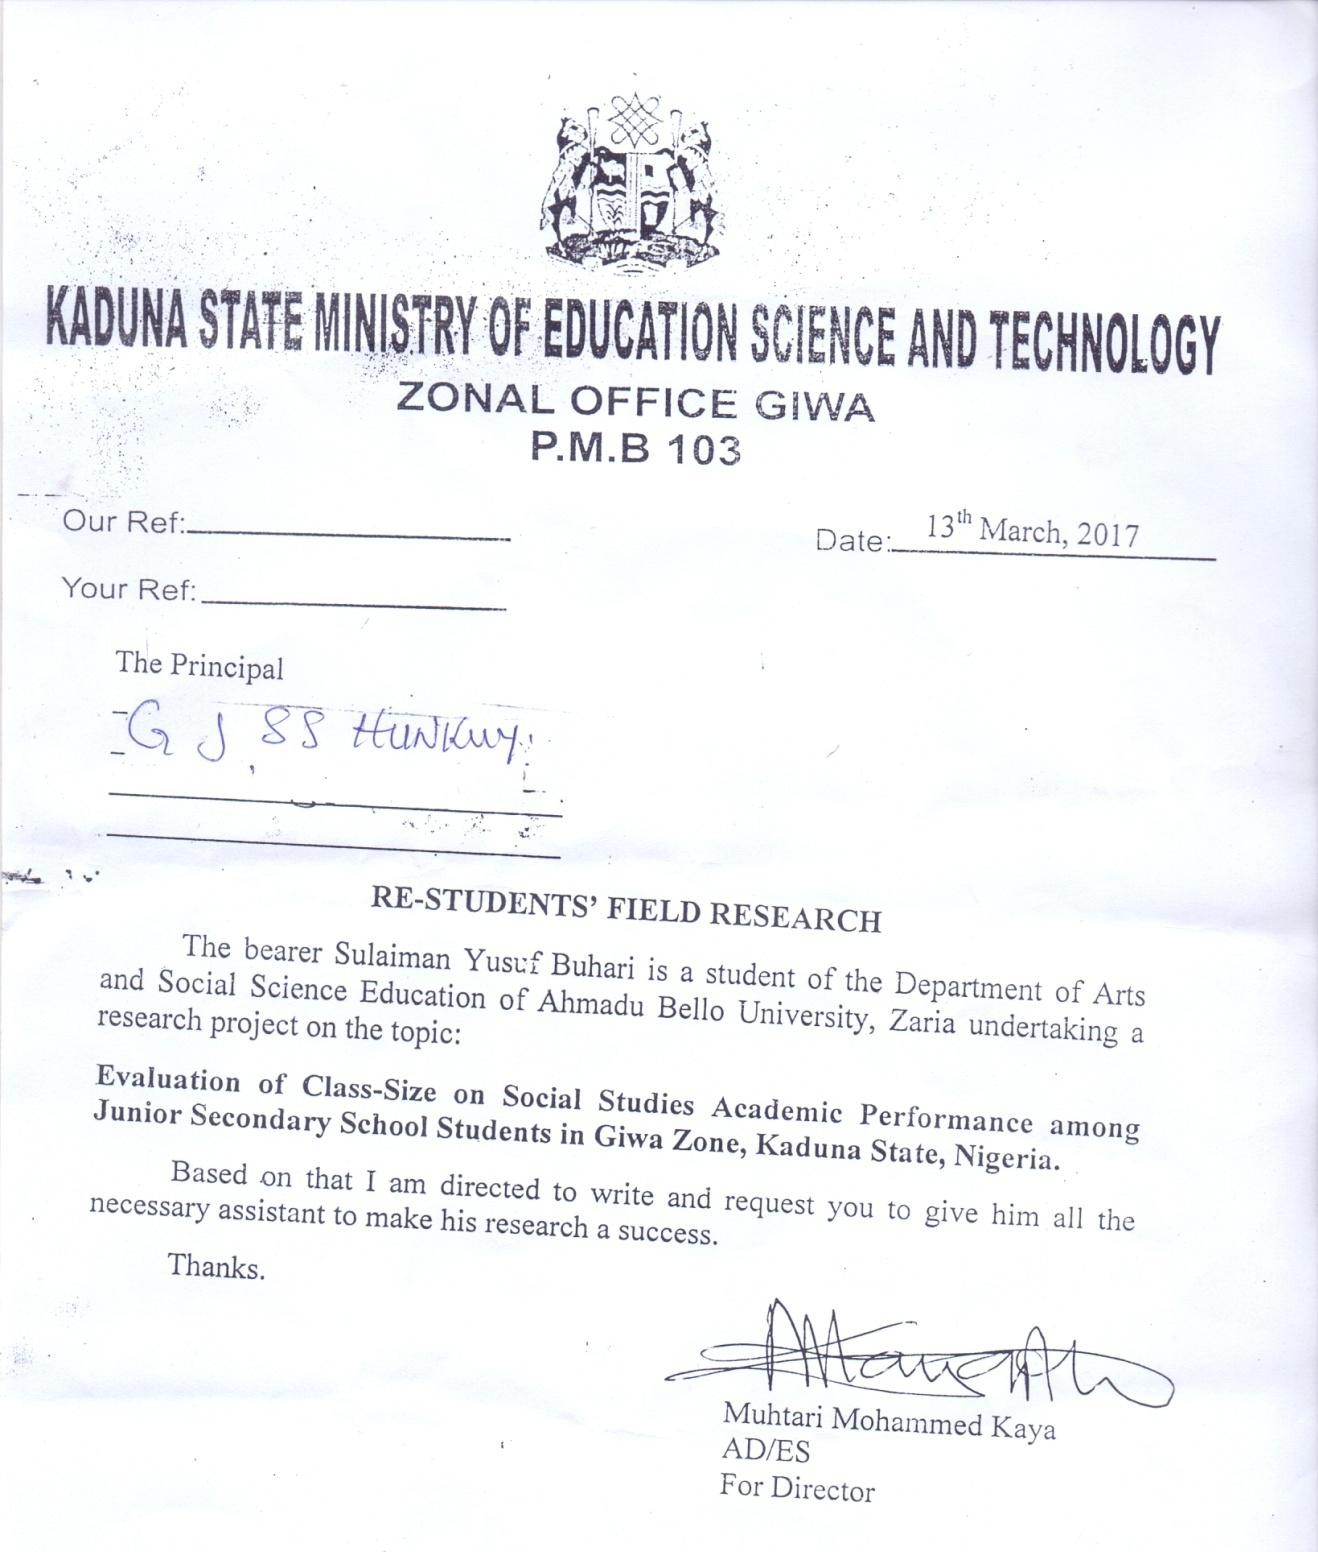 KADUNA STATE MINISTRY OF EDUCATION SCIENCE AND TECHNOLOGY
ZONAL OFFICE GIWA
P.M.B 103
Our Ref:
Date: 13th March, 2017
Your Ref:
The Principal
G J SS HUNKUYI
RE-STUDENTS' FIELD RESEARCH
The bearer Sulaiman Yusuf Buhari is a student of the Department of Arts
and Social Science Education of Ahmadu Bello University, Zaria undertaking a
research project on the topic:
Evaluation of Class-Size on Social Studies Academic Performance among
Junior Secondary School Students in Giwa Zone, Kaduna State, Nigeria.
Based on that I am directed to write and request you to give him all the
necessary assistant to make his research a success.
Thanks.
Muhtari Mohammed Kaya
AD/ES
For Director